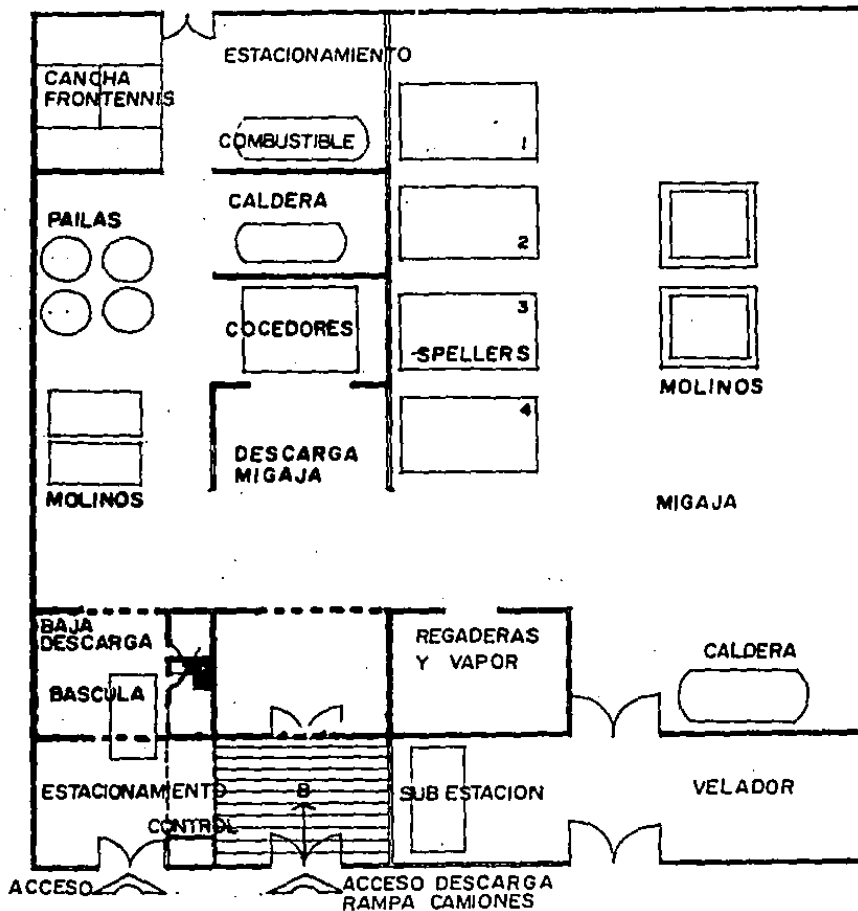 ESTACIONAMIENTO
CANCHA
FRONTENNIS
COMBUSTIBLE
1
CALDERA
PAILAS
2
COCEDORES
3
SPELLERS
MOLINOS
4
DESCARGA
MIGAJA
MOLINOS
MIGAJA
BAJA
DESCARGA
REGADERAS
Y VAPOR
CALDERA
BASCULA
ESTACIONAMIENTO
B
SUB ESTACION
VELADOR
CONTROL
ACCESO
ACCESO DESCARGA
RAMPA CAMIONES